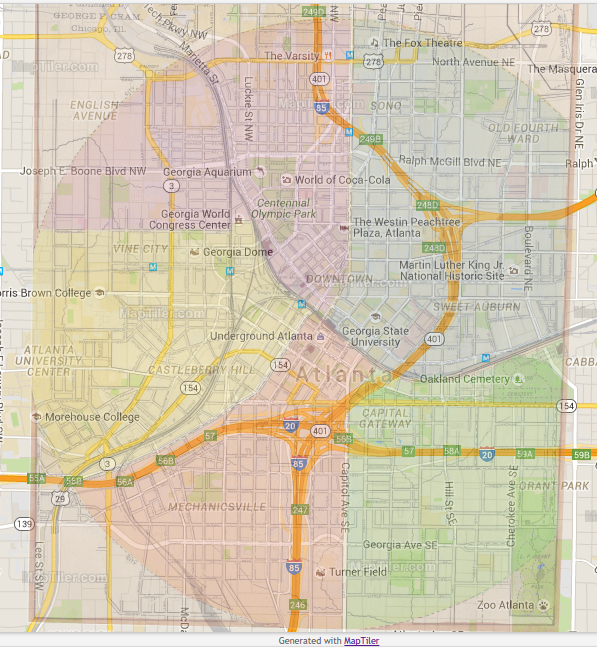 GEORGE F. CRAM
Chicago, Ill.
Tech Pkwy NW
249D
278
NW
The Fox Theatre
278
MapTiler.com
Marietta St
The Varsity
278
North Avenue NE
The Masquera
401
Luckie St NW
MapTiler.com
85
SONO
Glen Iris Dr NE
ENGLISH
AVENUE
249B
OLD FOURTH
WARD
Ralph McGill Blvd NE
Ralph
Joseph E. Boone Blvd NW
Georgia Aquarium
World of Coca-Cola
3
Centennial
Olympic Park
248D
Georgia World
Congress Center
The Westin Peachtree
Plaza, Atlanta
Boulevard NE
VINE CITY
Georgia Dome
248D
Martin Luther King Jr.
National Historic Site
DOWNTOWN
rris Brown College
MapTiler.com
SWEET AUBURN
Georgia State
University
Underground Atlanta
401
ATLANTA
UNIVERSITY
CENTER
154
CABBA
CASTLEBERRY HILL
Atlanta
Oakland Cemetery
154
154
Morehouse College
CAPITAL
GATEWAY
20
401
57
56B
57
58A
20
59B
3
56B
85
55A
55B
56A
29
Capitol Ave SE
Hill St SE
Cherokee Ave SE
GRANT PARK
MECHANICSVILLE
247
139
Georgia Ave SE
Lee St SW
85
Turner Field
MapTiler.com
MapTiler.com
246
Zoo Atlanta
McDa
Generated with MapTiler